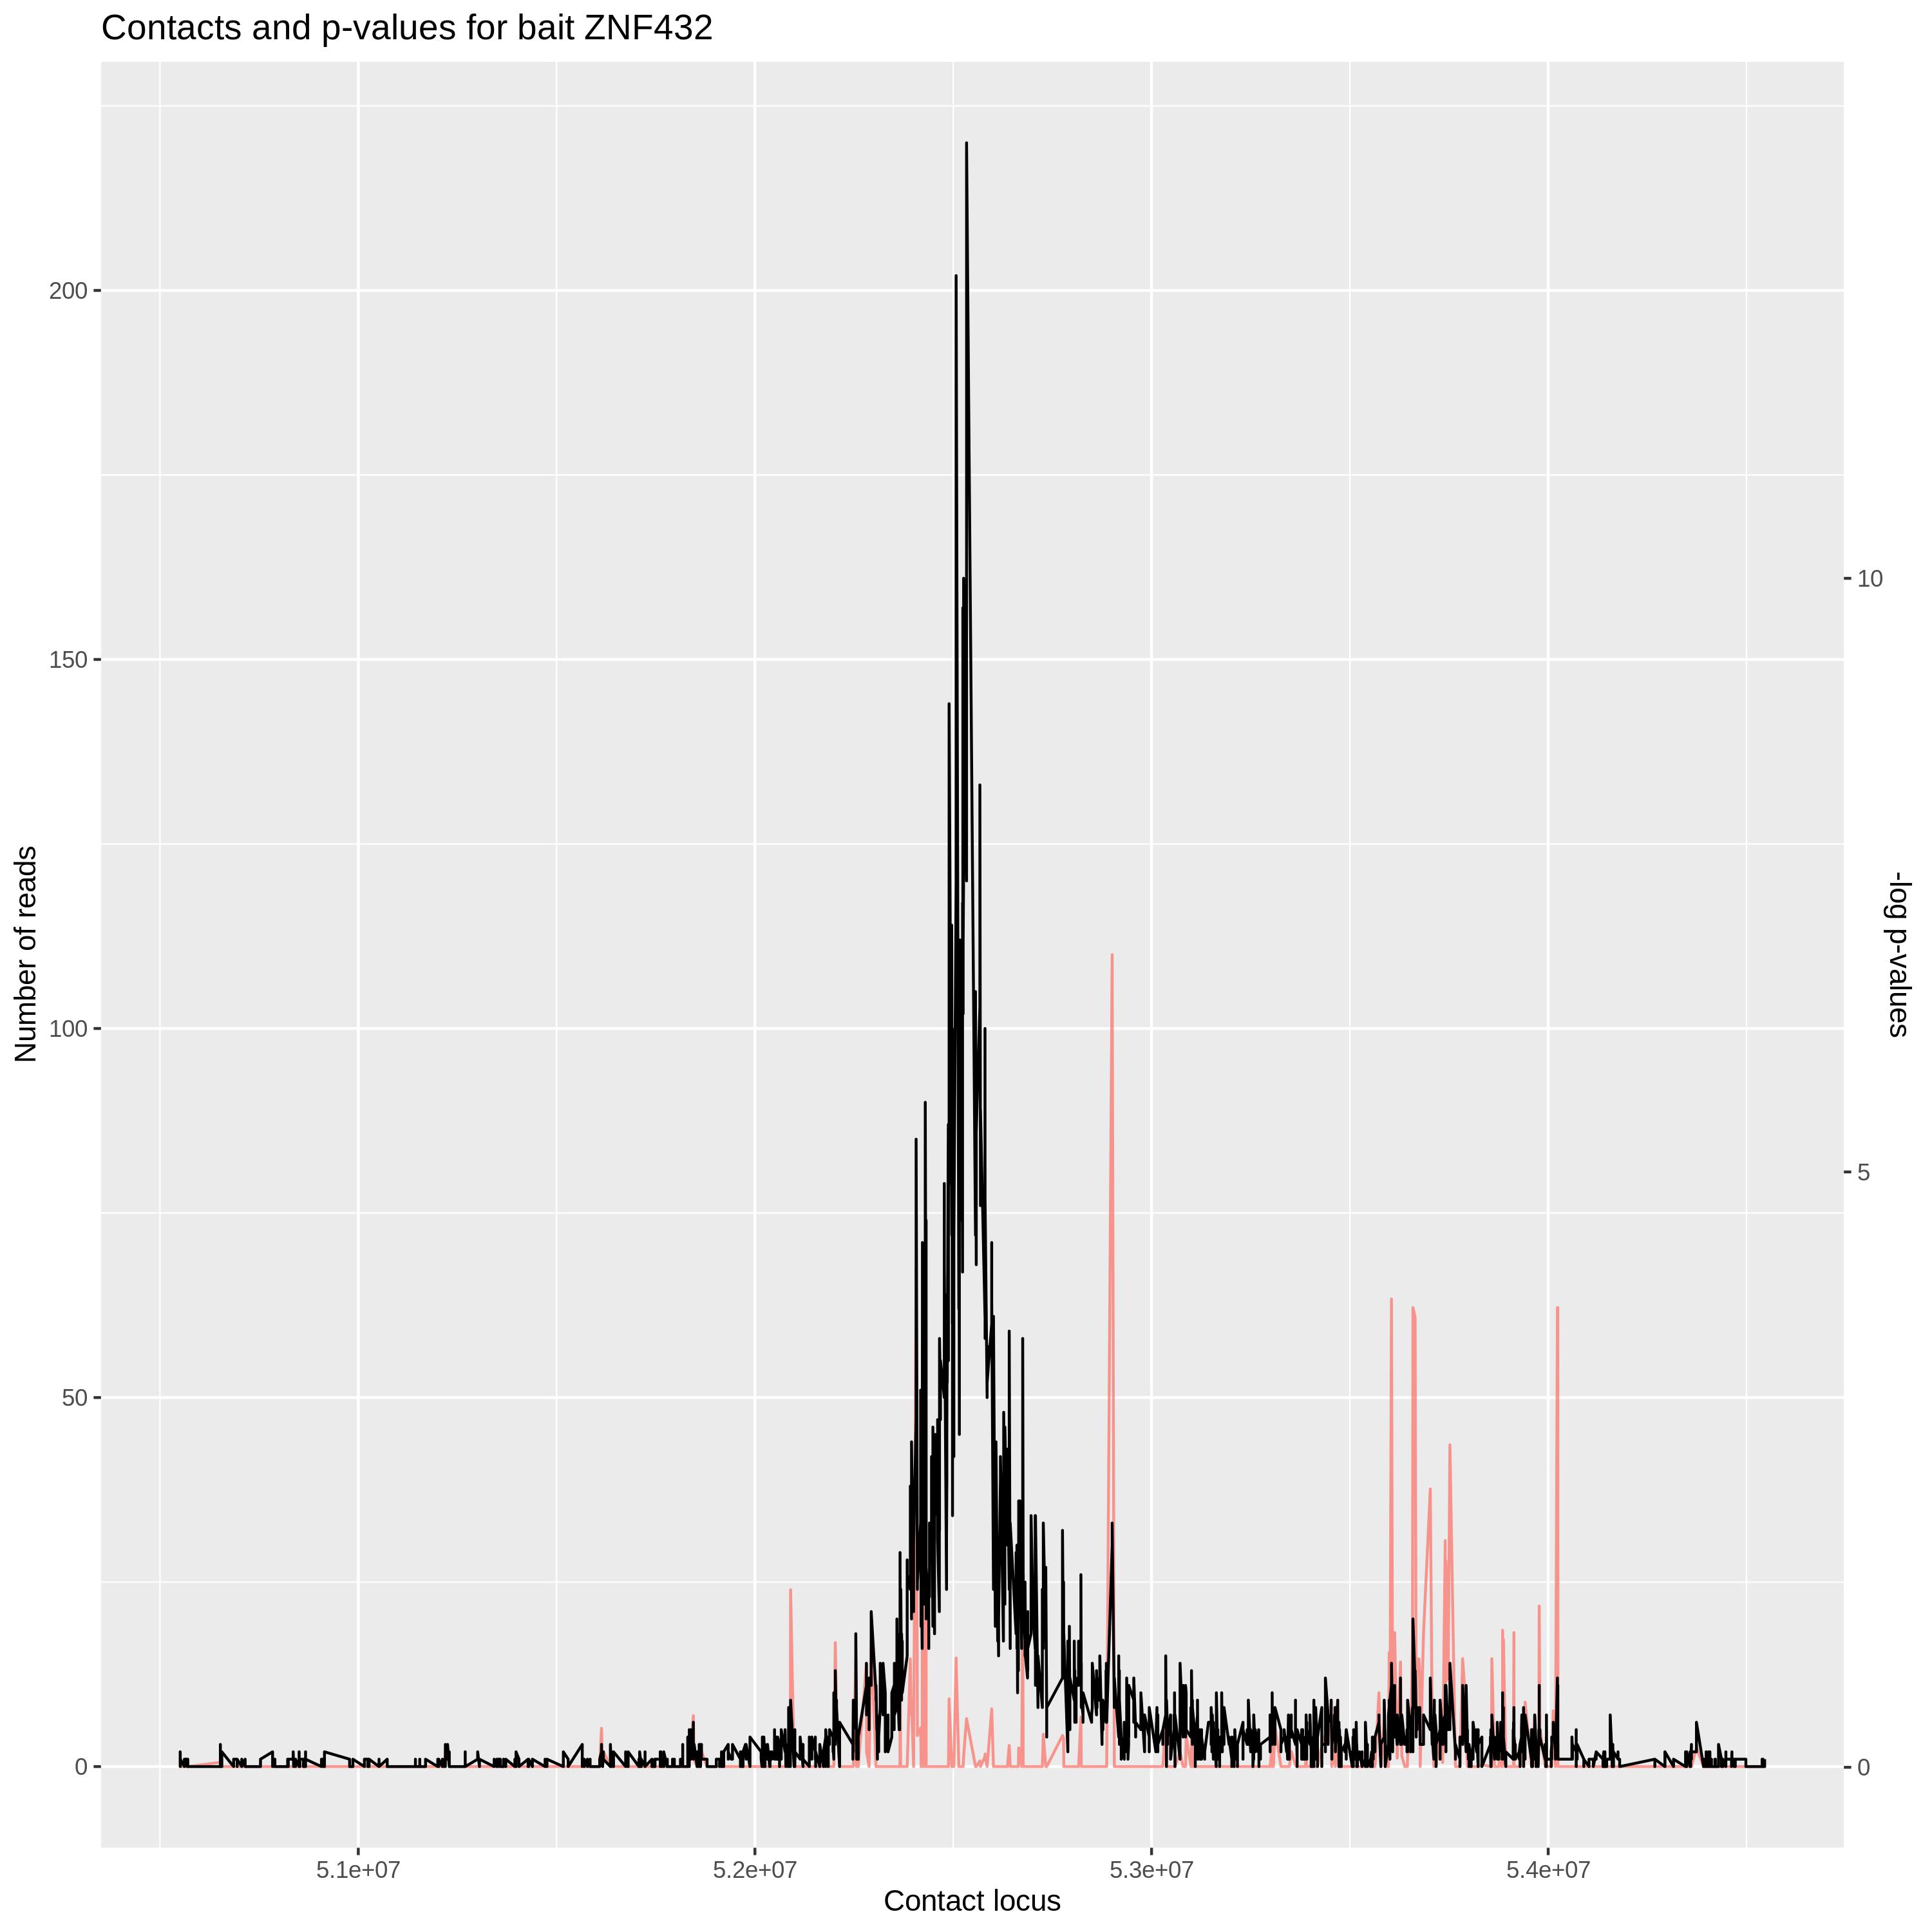 Contacts and p-values for bait ZNF432
Number of reads
200
150
100
50
0
10
5
0
-log p-values
5.1e+07
5.2e+07
5.3e+07
5.4e+07
Contact locus